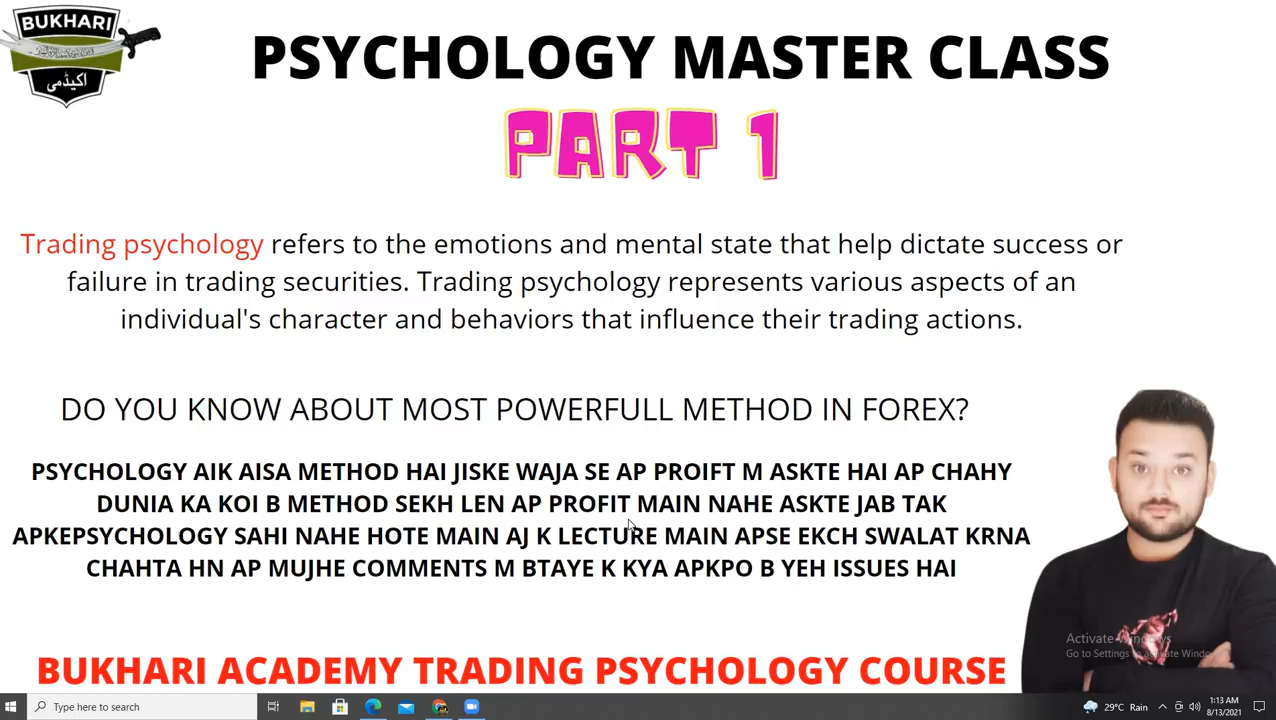 BUKHARI
اکیڈمی
PSYCHOLOGY MASTER CLASS
PART 1
Trading psychology refers to the emotions and mental state that help dictate success or
failure in trading securities. Trading psychology represents various aspects of an
individual's character and behaviors that influence their trading actions.
DO YOU KNOW ABOUT MOST POWERFULL METHOD IN FOREX?
PSYCHOLOGY AIK AISA METHOD HAI JISKE WAJA SE AP PROIFT M ASKTE HAI AP CHAHY
DUNIA KA KOI B METHOD SEKH LEN AP PROFIT MAIN NAHE ASKTE JAB TAK
APKEPSYCHOLOGY SAHI NAHE HOTE MAIN AJ K LECTURE MAIN APSE EKCH SWALAT KRNA
CHAHTA HN AP MUJHE COMMENTS M BTAYE K KYA APKPO B YEH ISSUES HAI
Activate Windows
Go to Settings to activate Windo
BUKHARI ACADEMY TRADING PSYCHOLOGY COURSE
Type here to search
29°C Rain
1:13 AM
8/13/2021